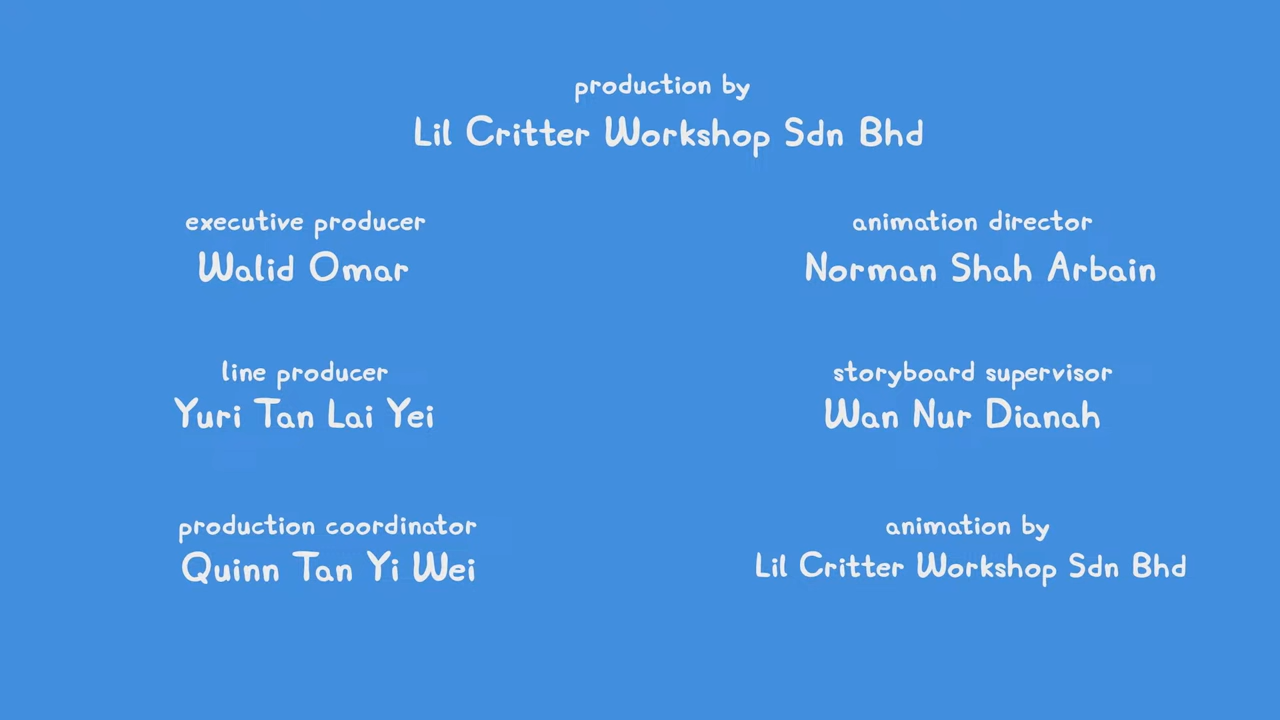 production by
Lil Critter Workshop Sdn Bhd
executive producer
Walid Omar
animation director
Norman Shah Arbain
line producer
Yuri Tan Lai Yei
storyboard supervisor
Wan Nur Dianah
production coordinator
Quinn Tan Yi Wei
animation by
Lil Critter Workshop Sdn Bhd